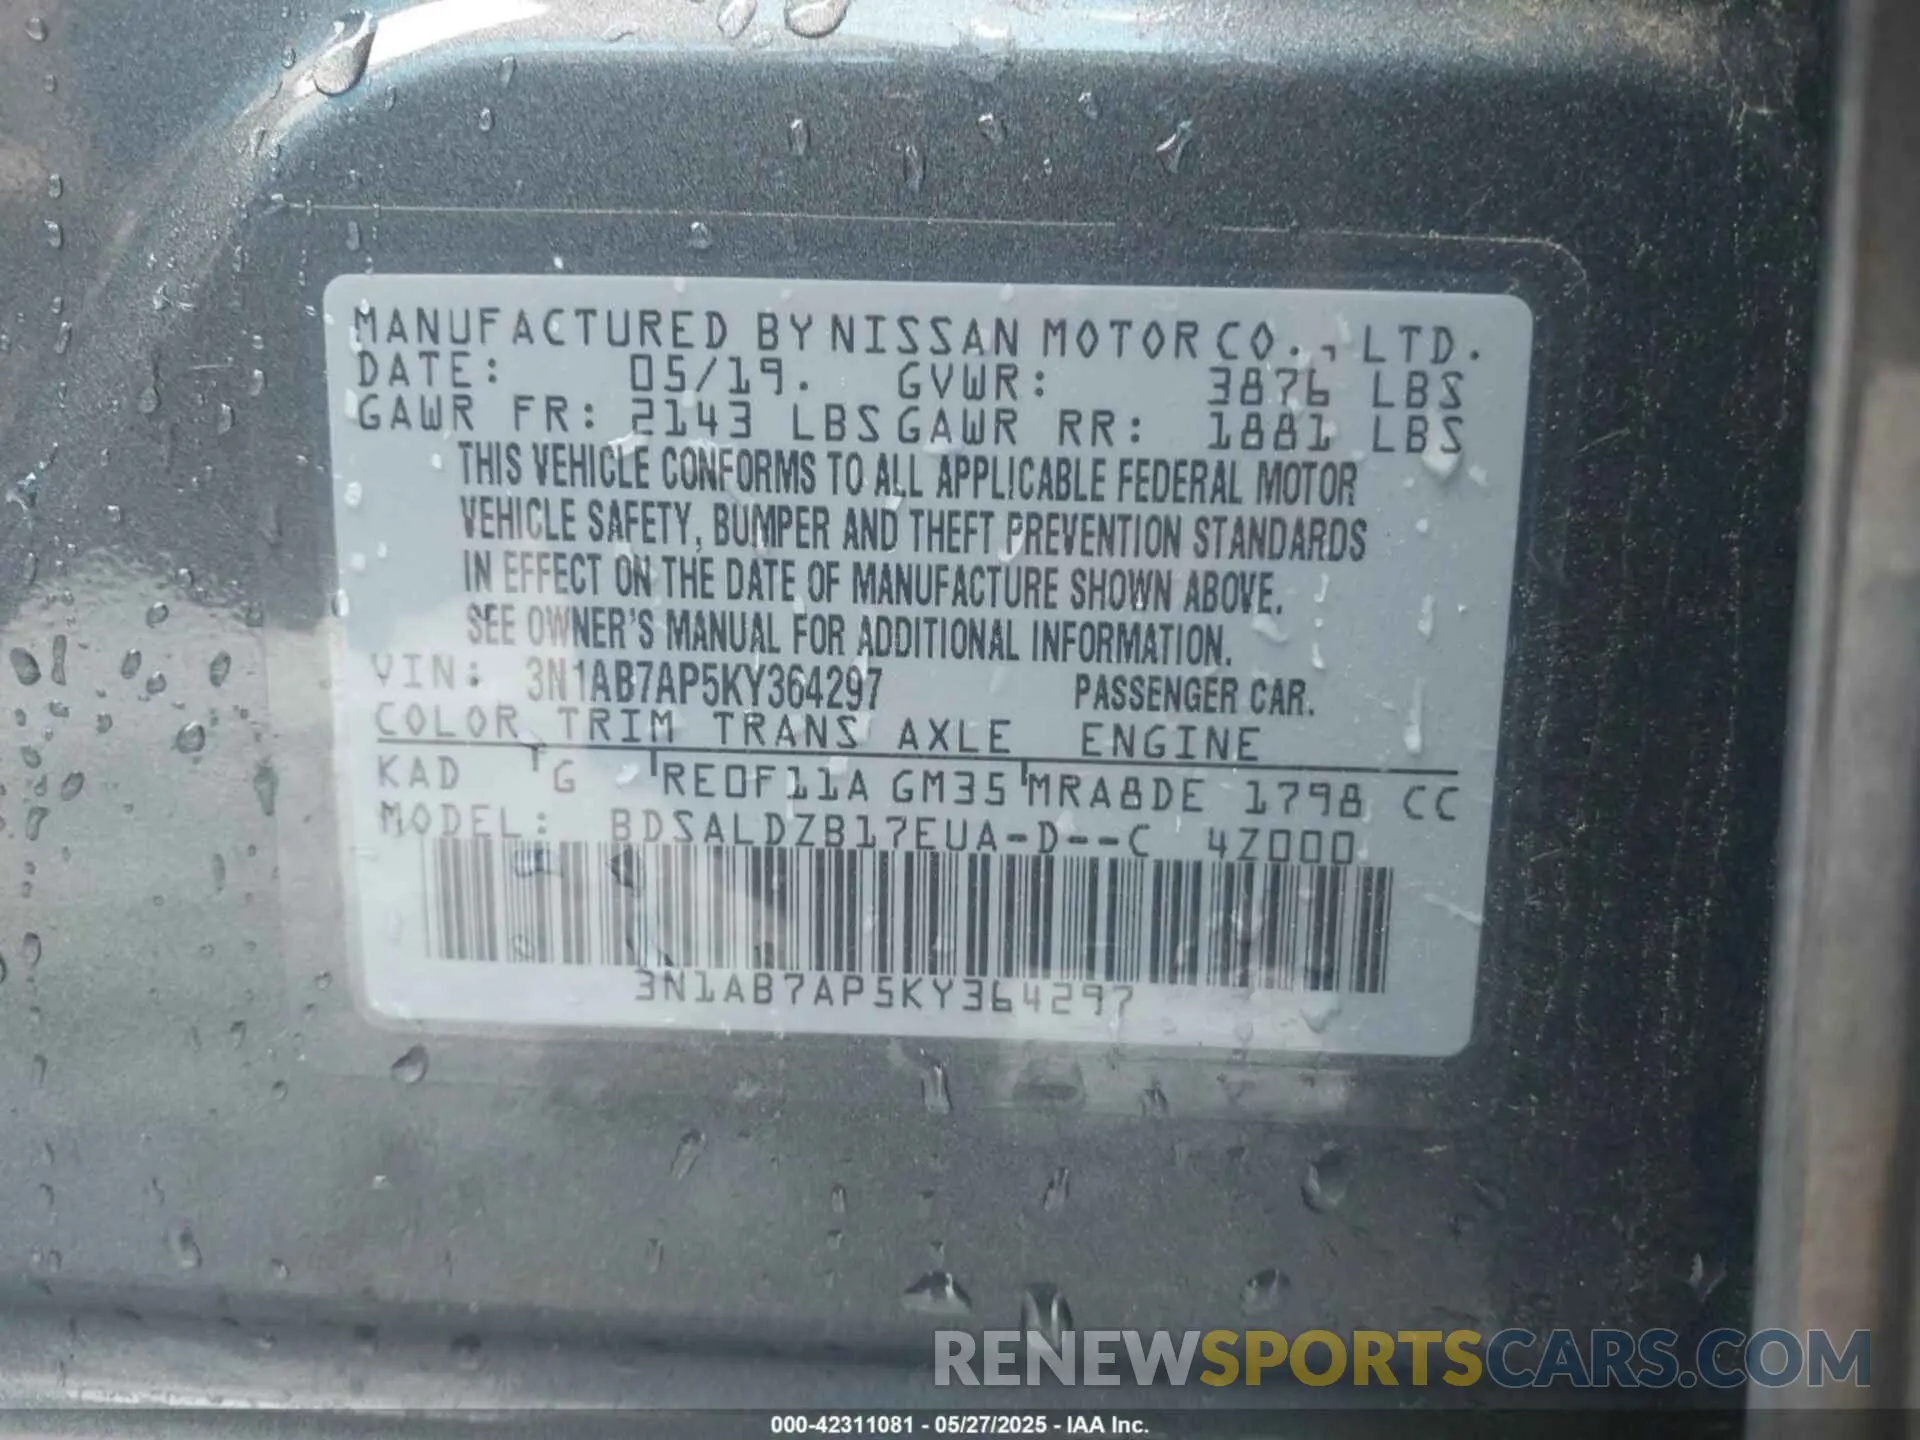 MANUFACTURED BY NISSAN MOTOR CO., LTD.
DATE: 05/19. GVWR: 3876 LBS
GAWR FR: 2143 LBS GAWR RR: 1881 LBS
THIS VEHICLE CONFORMS TO ALL APPLICABLE FEDERAL MOTOR
VEHICLE SAFETY, BUMPER AND THEFT PREVENTION STANDARDS
IN EFFECT ON THE DATE OF MANUFACTURE SHOWN ABOVE.
SEE OWNER'S MANUAL FOR ADDITIONAL INFORMATION.
VIN: 3N1AB7AP5KY364297 PASSENGER CAR.
COLOR TRIM TRANS AXLE ENGINE
KAD G RE0F11A GM35 MRA8DE 1798 CC
MODEL: BDSALDZB17EUA-D--C 4Z000
3N1AB7AP5KY364297
RENEWSPORTSCARS.COM
000-42311081 - 05/27/2025 - IAA Inc.